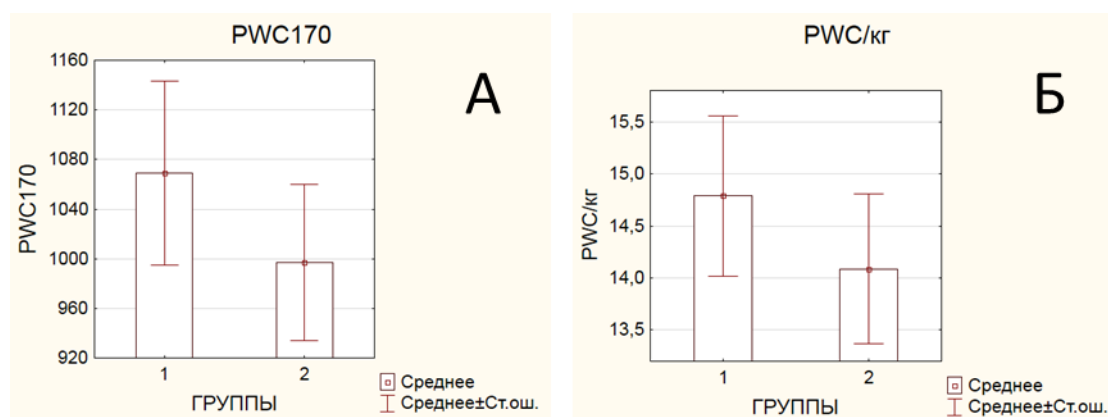 PWC170
А
PWC170
1160
1120
1080
1040
1000
960
920
1
2
ГРУППЫ
Среднее
Среднее±Ст.ош.
PWC/кг
Б
PWC/кг
15,5
15,0
14,5
14,0
13,5
1
2
ГРУППЫ
Среднее
Среднее±Ст.ош.